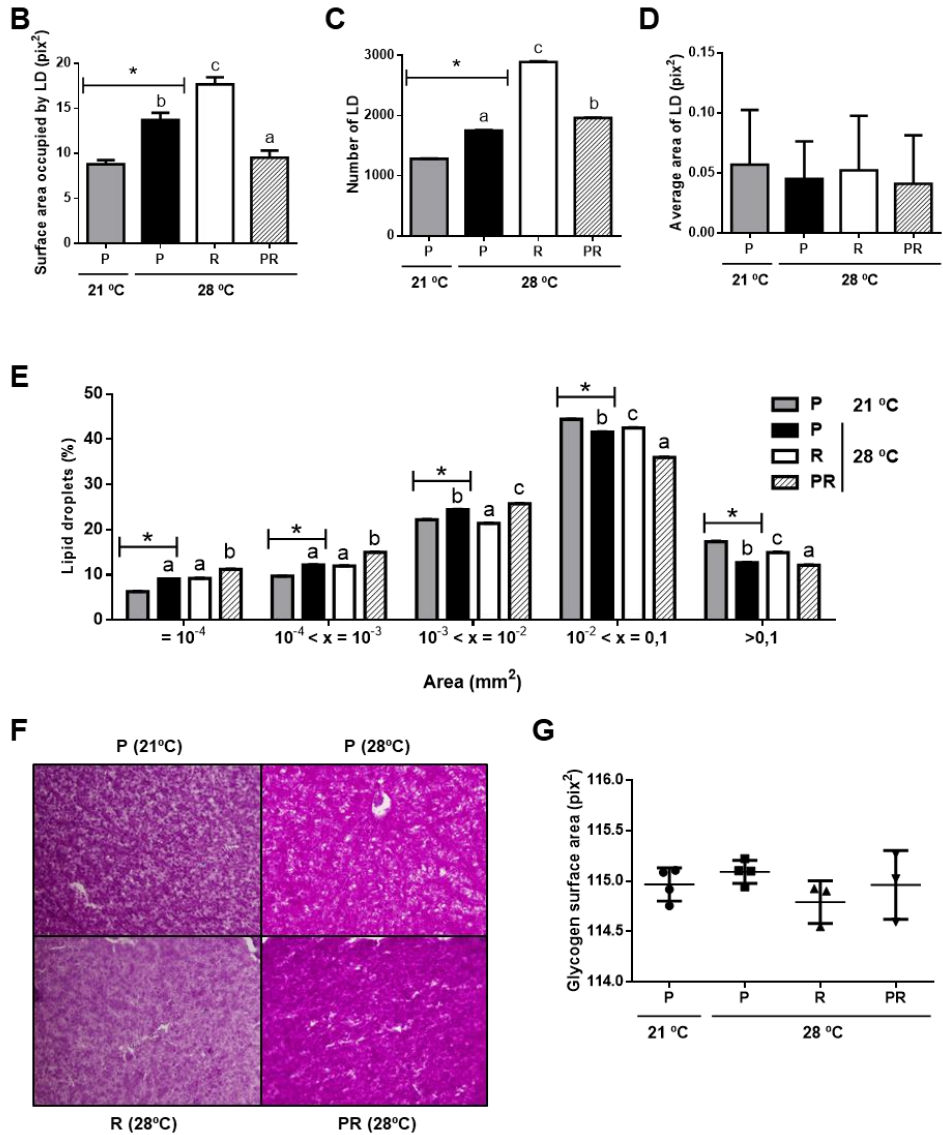 B
Surface area occupied by LD (pix²)
20
15
10
5
0
*
b
c
a
P
P
R
PR
21 ºC
28 ºC
C
Number of LD
3000
2000
1000
0
*
a
c
b
P
P
R
PR
21 ºC
28 ºC
D
Average area of LD (pix²)
0.15
0.10
0.05
0.00
P
P
R
PR
21 ºC
28 ºC
E
Lipid droplets (%)
50
40
30
20
10
0
*
a
a
b
*
a
a
b
*
b
a
c
*
b
c
a
*
b
c
a
P 21 ºC
P
R 28 ºC
PR
= 10⁻⁴
10⁻⁴ < x = 10⁻³
10⁻³ < x = 10⁻²
10⁻² < x = 0,1
>0,1
Area (mm²)
F
P (21ºC)
P (28ºC)
R (28ºC)
PR (28ºC)
G
Glycogen surface area (pix²)
116.0
115.5
115.0
114.5
114.0
P
P
R
PR
21 ºC
28 ºC